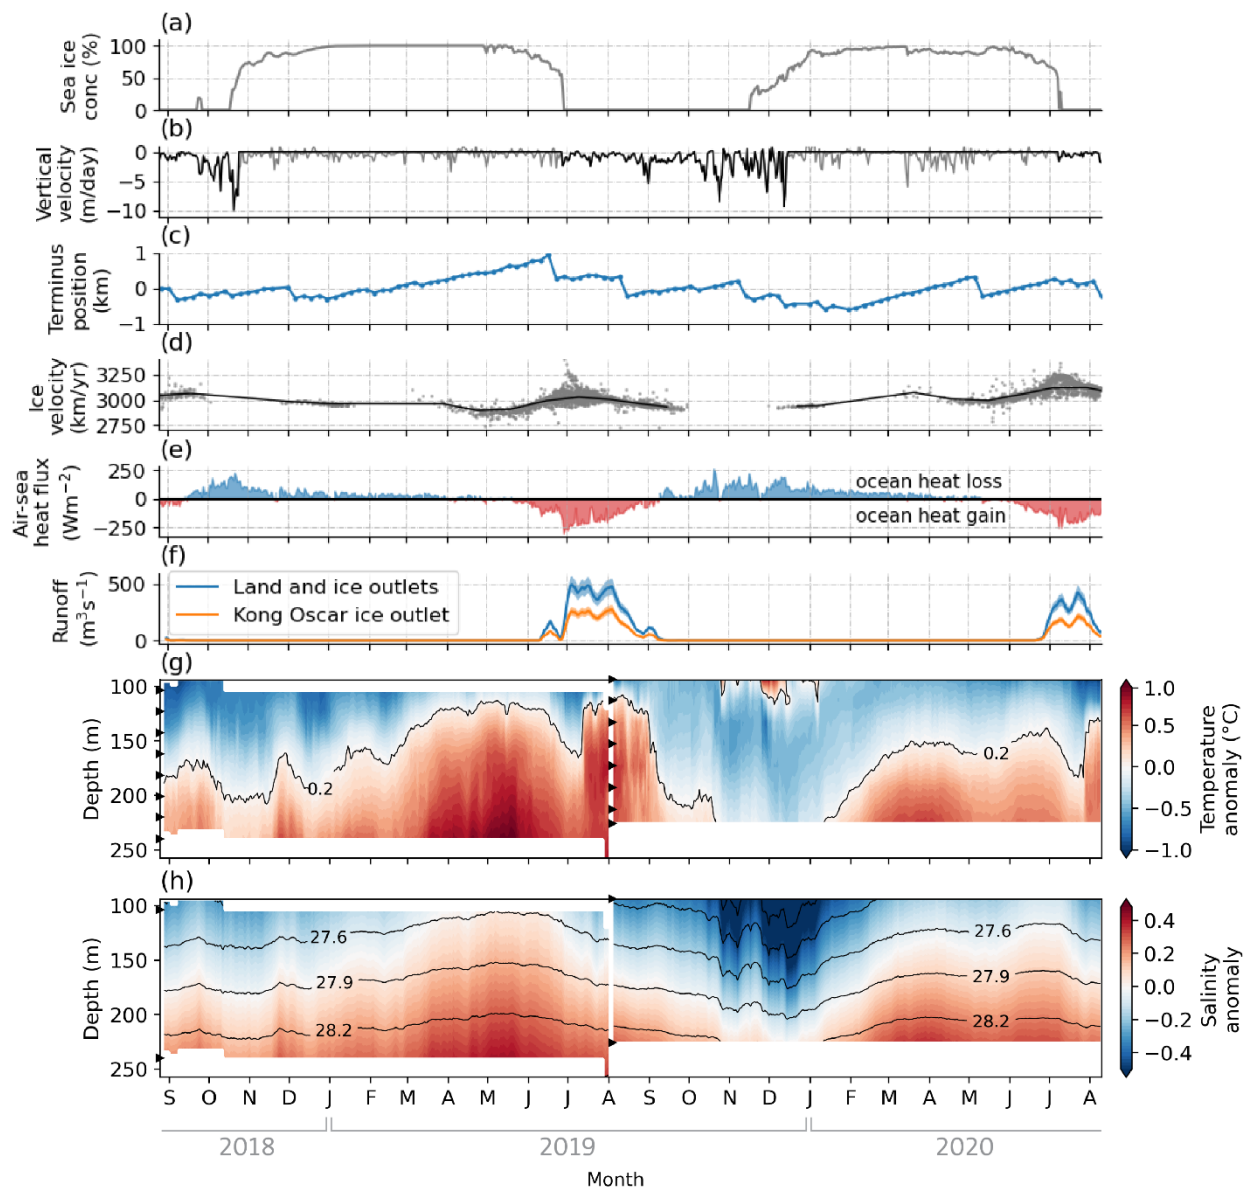 (a)
Sea ice
conc (%)
100
50
0
(b)
Vertical
velocity
(m/day)
0
−5
−10
(c)
Terminus
position
(km)
1
0
−1
(d)
Ice
velocity
(km/yr)
3250
3000
2750
(e)
Air-sea
heat flux
(Wm−2)
250
0
−250
ocean heat loss
ocean heat gain
(f)
Runoff
(m3s−1)
500
0
Land and ice outlets
Kong Oscar ice outlet
(g)
Depth (m)
100
150
200
250
0.2
0.2
1.0
0.5
0.0
−0.5
−1.0
Temperature
anomaly (°C)
(h)
Depth (m)
100
150
200
250
27.6
27.9
28.2
27.6
27.9
28.2
0.4
0.2
0.0
−0.2
−0.4
Salinity
anomaly
S O N D J F M A M J J A S O N D J F M A M J J A
2018 2019 2020
Month